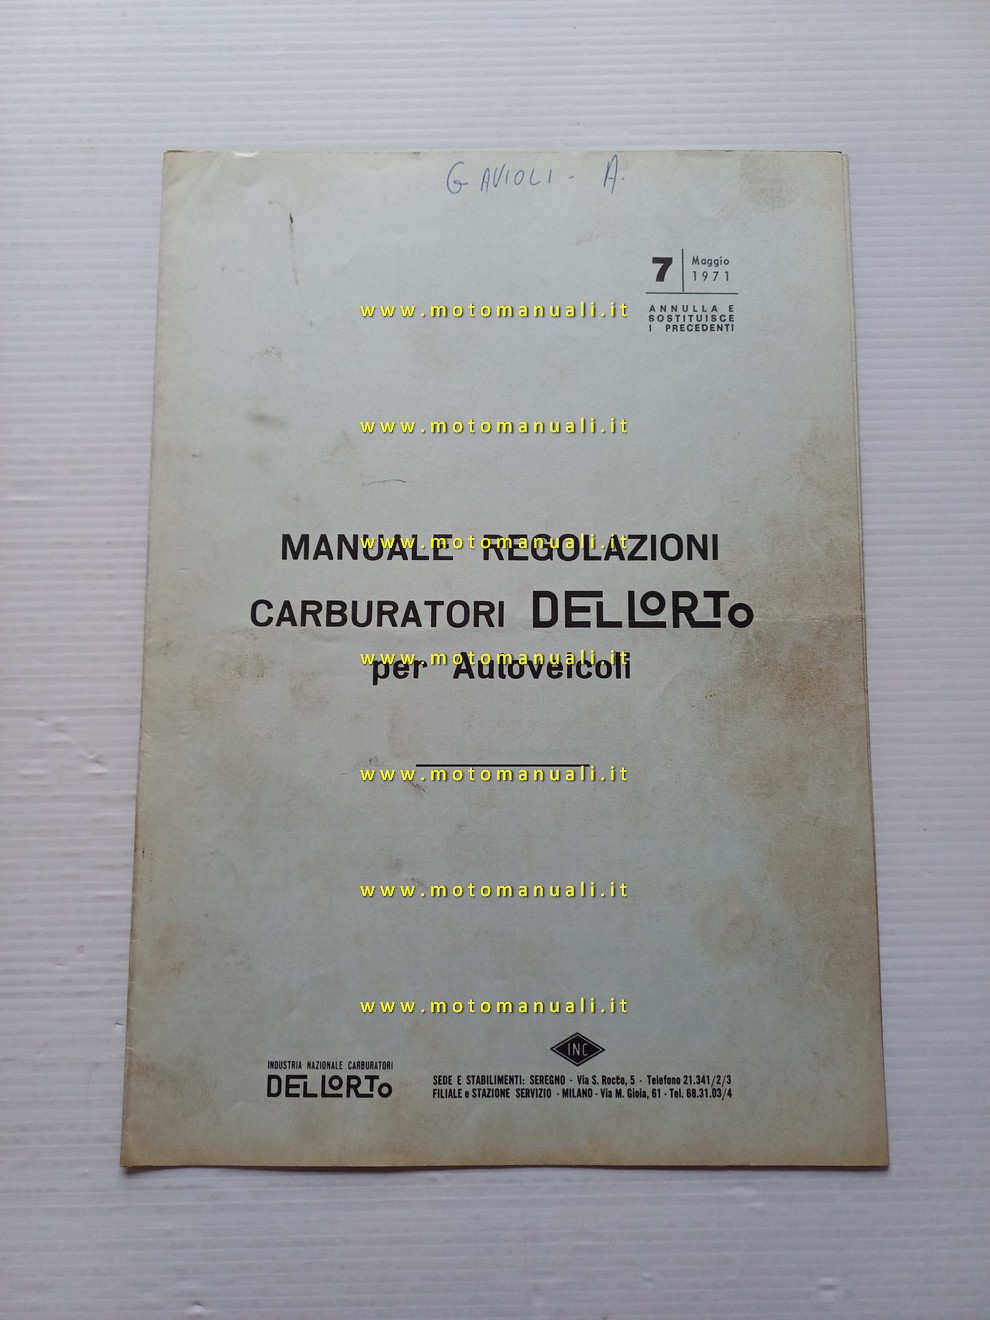 GAVIOLI - A.
7 Maggio
1971
ANNULLA E
SOSTITUISCE
I PRECEDENTI
www.motomanuali.it
www.motomanuali.it
MANUALE REGOLAZIONI
www.motomanuali.it
CARBURATORI DELLORTO
per Autoveicoli
www.motomanuali.it
www.motomanuali.it
www.motomanuali.it
www.motomanuali.it
INC
INDUSTRIA NAZIONALE CARBURATORI
DELLORTO
SEDE E STABILIMENTI: SEREGNO - Via S. Rocco, 5 - Telefono 21.341/2/3
FILIALE e STAZIONE SERVIZIO - MILANO - Via M. Gioia, 61 - Tel. 68.31.03/4